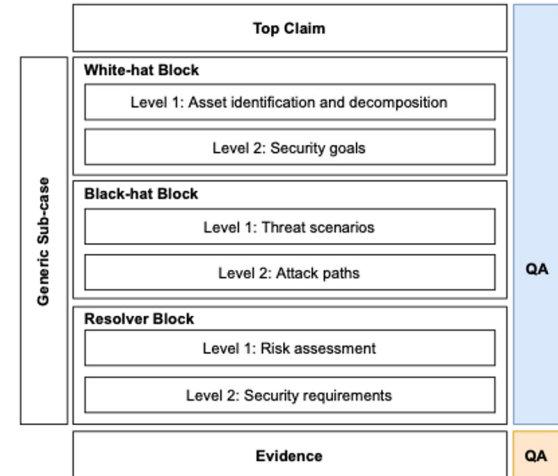 Top Claim
Generic Sub-case
White-hat Block
Level 1: Asset identification and decomposition
Level 2: Security goals
Black-hat Block
Level 1: Threat scenarios
Level 2: Attack paths
QA
Resolver Block
Level 1: Risk assessment
Level 2: Security requirements
Evidence
QA